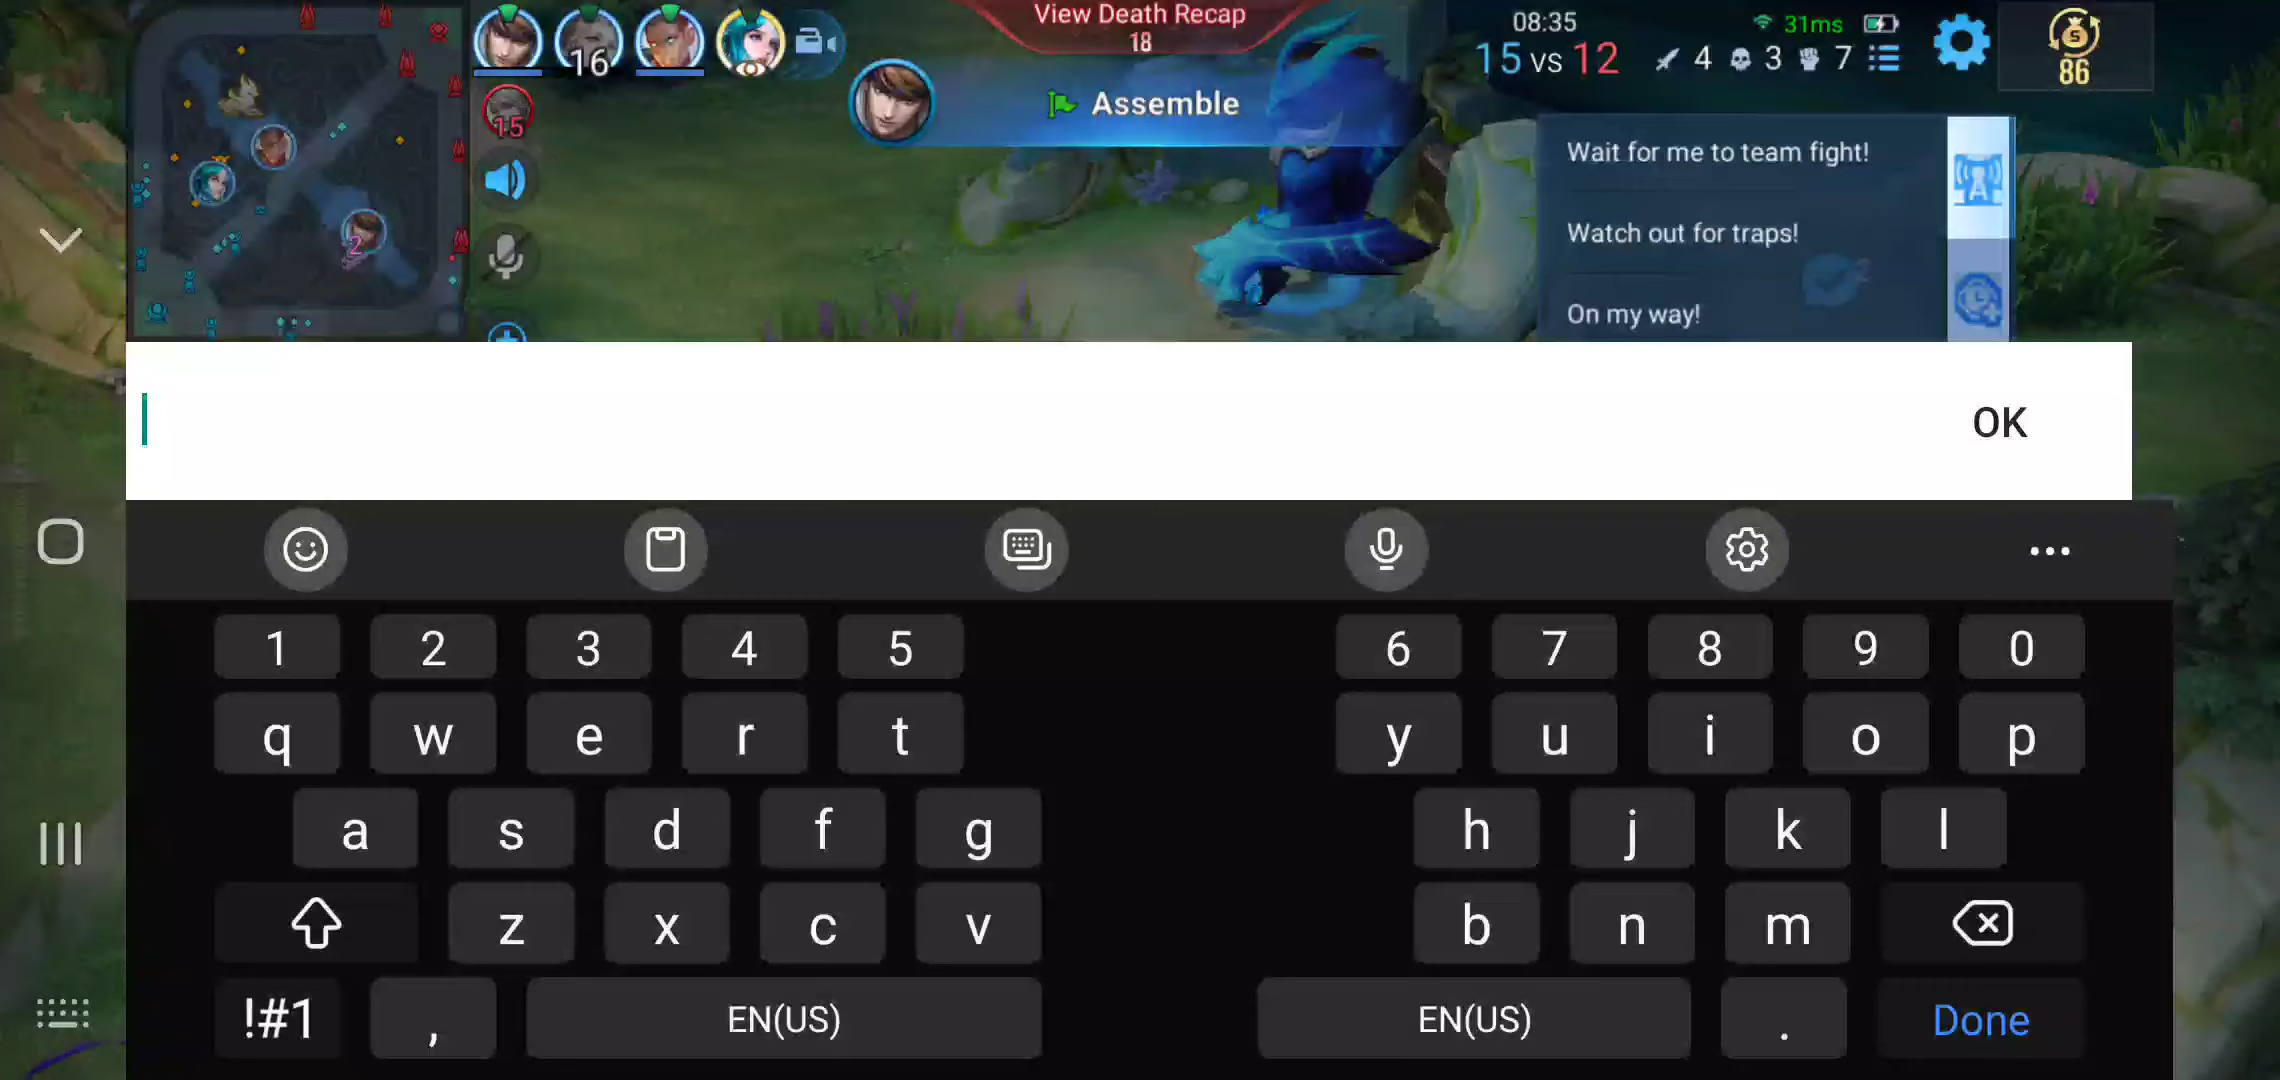 View Death Recap
18
08:35
31ms
15 vs 12
4
3
7
86
16
15
Assemble
Wait for me to team fight!
Watch out for traps!
On my way!
2
OK
1 2 3 4 5 6 7 8 9 0
q w e r t y u i o p
a s d f g h j k l
z x c v b n m
!#1 , EN(US) EN(US) . Done